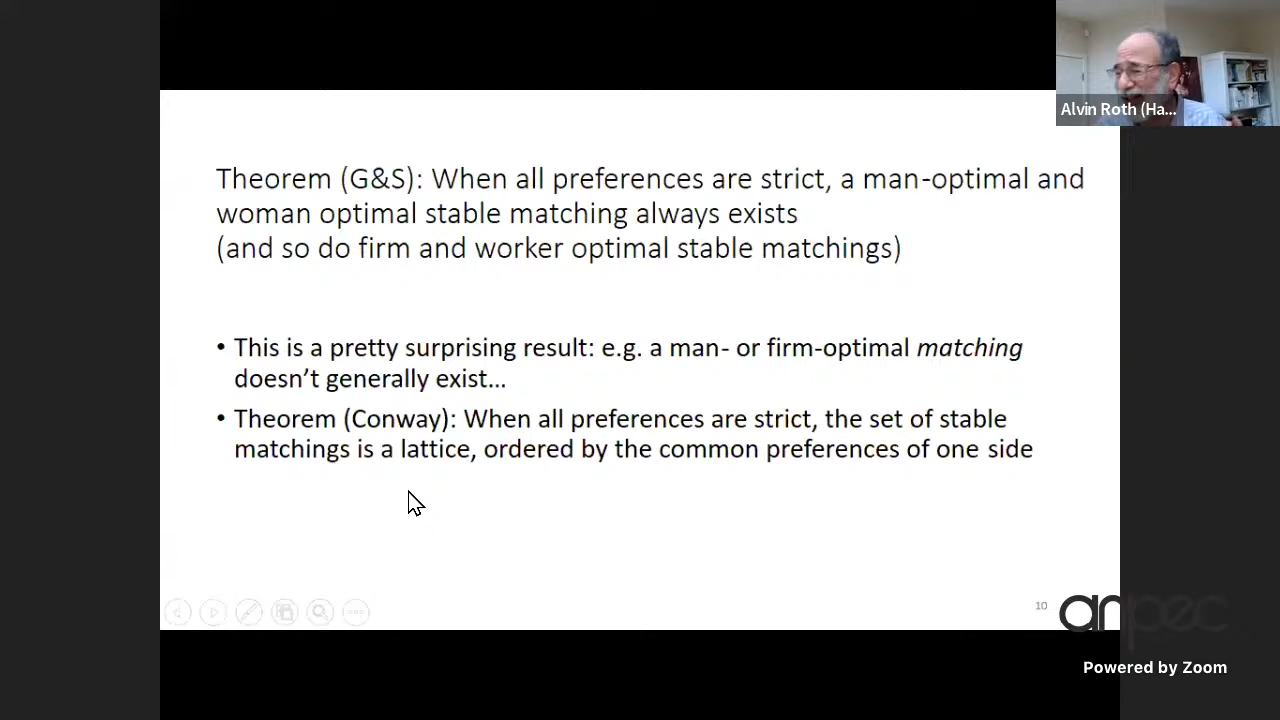 Alvin Roth (Ha...
Theorem (G&S): When all preferences are strict, a man-optimal and
woman optimal stable matching always exists
(and so do firm and worker optimal stable matchings)
• This is a pretty surprising result: e.g. a man- or firm-optimal matching
doesn’t generally exist…
• Theorem (Conway): When all preferences are strict, the set of stable
matchings is a lattice, ordered by the common preferences of one side
10
anpec
Powered by Zoom